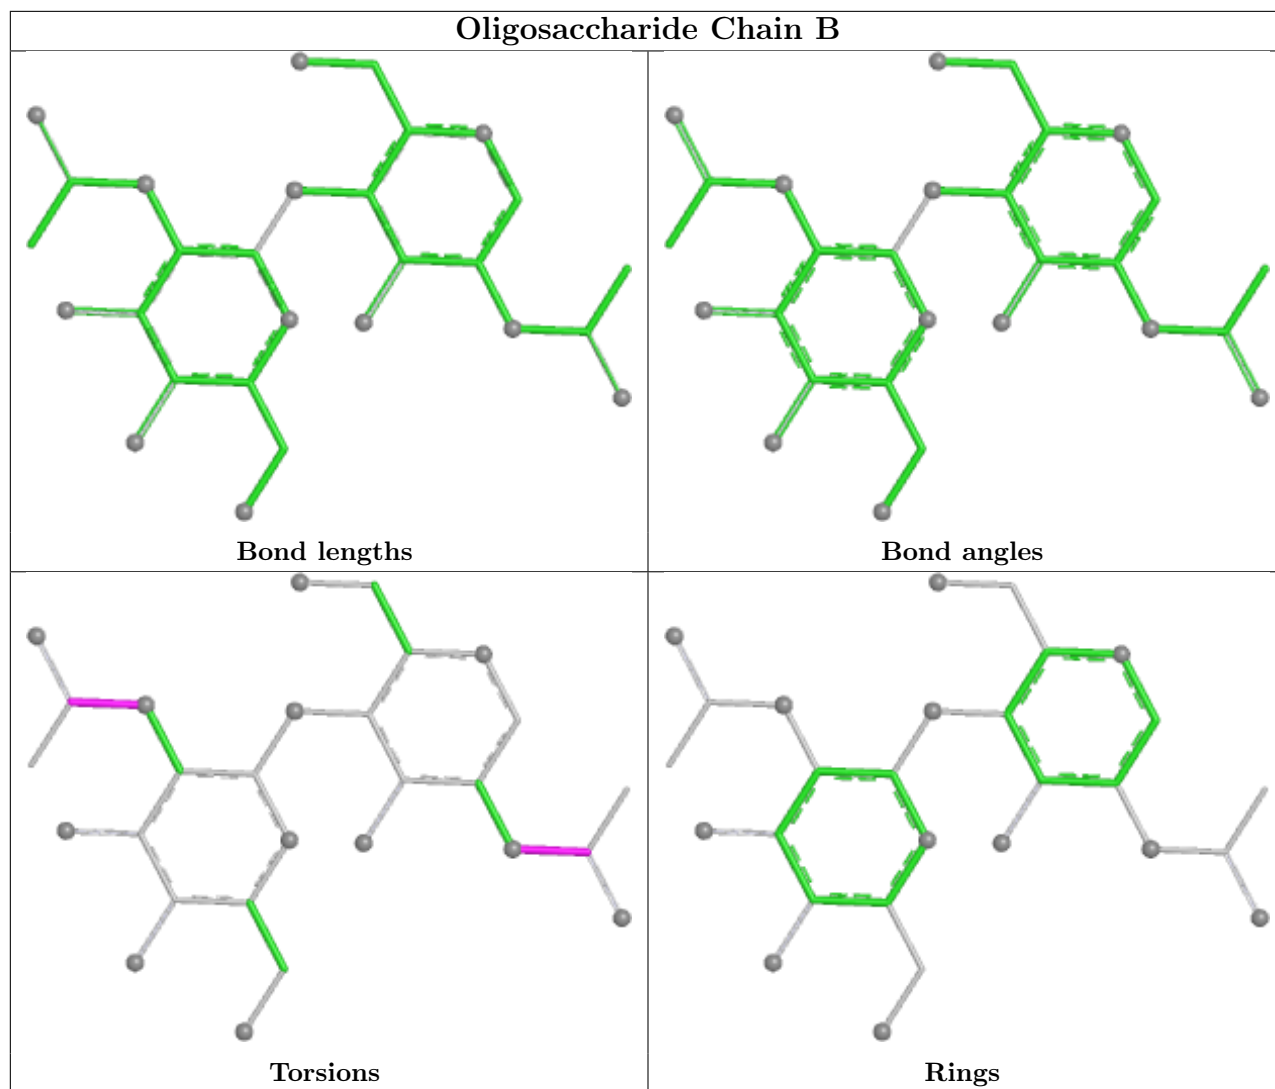 Oligosaccharide Chain B
Bond lengths
Bond angles
Torsions
Rings